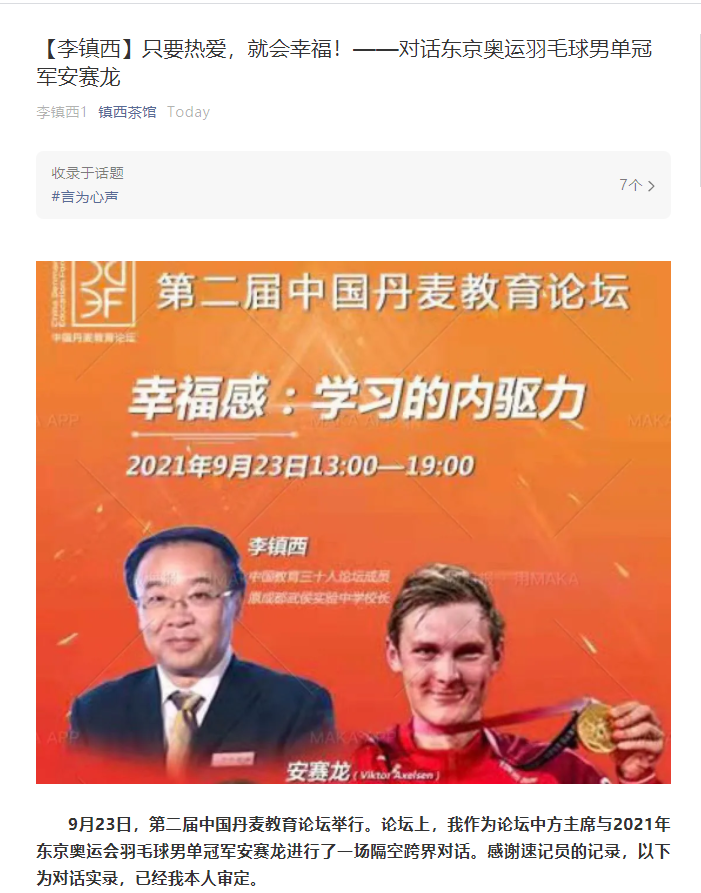 【李镇西】只要热爱，就会幸福！——对话东京奥运羽毛球男单冠
军安赛龙
李镇西1 镇西茶馆 Today
收录于话题
#言为心声
7个
第二届中国丹麦教育论坛
中国丹麦教育论坛
幸福感：学习的内驱力
2021年9月23日13:00—19:00
李镇西
中国教育三十人论坛成员
原成都武侯实验中学校长
安赛龙（Viktor Axelsen）
MAKA APP
9月23日，第二届中国丹麦教育论坛举行。论坛上，我作为论坛中方主席与2021年
东京奥运会羽毛球男单冠军安赛龙进行了一场隔空跨界对话。感谢速记员的记录，以下
为对话实录，已经我本人审定。